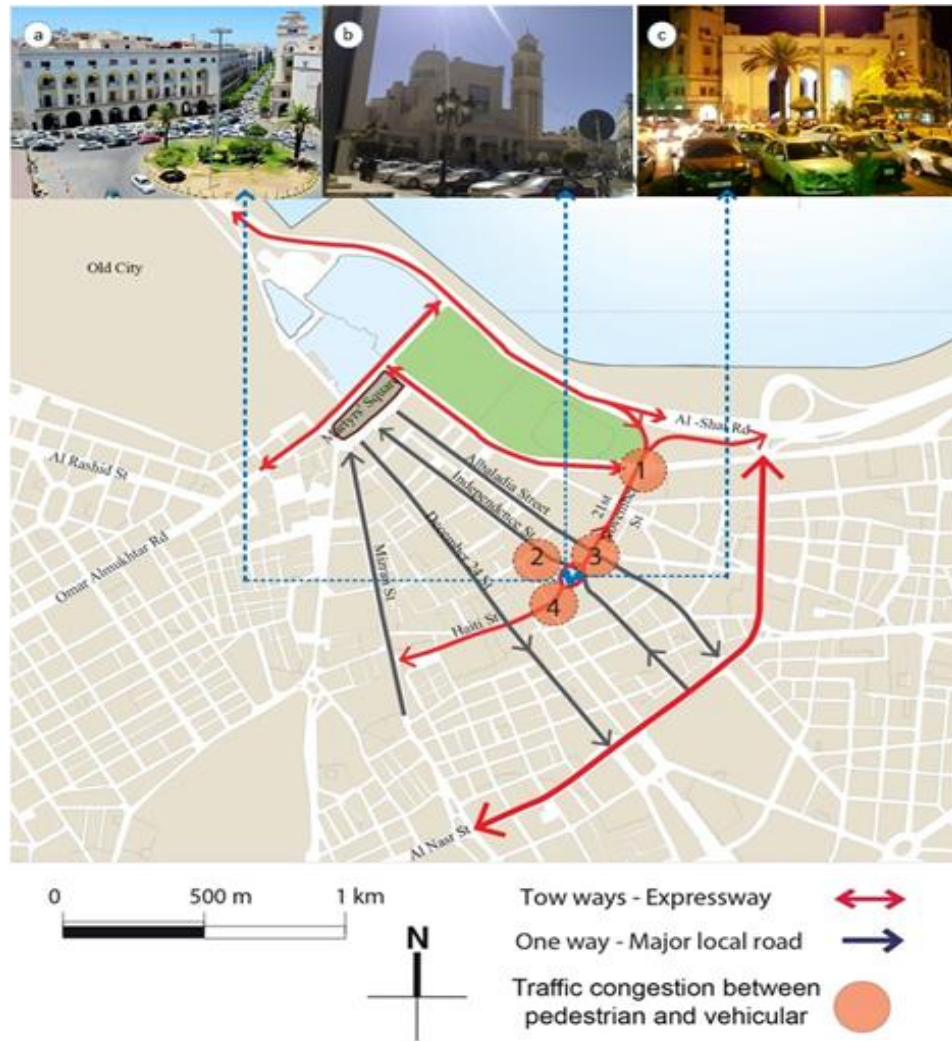 a
b
c
Old City
Martyrs' Square
Al -Shat Rd
Al Rashid St
1
Albaladia Street
Independence St.
21st
December 24 St
2
3
Omar Almukhtar Rd
Mizran St
4
Haiti St
Al Nasr St
0 500 m 1 km
Tow ways - Expressway
N
One way - Major local road
Traffic congestion between
pedestrian and vehicular